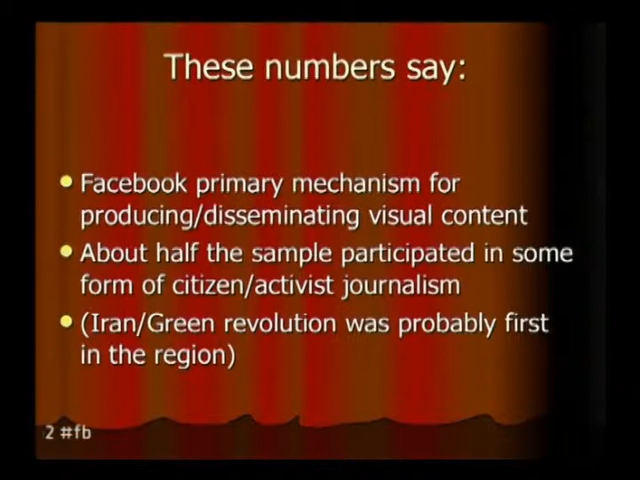 These numbers say:
Facebook primary mechanism for
producing/disseminating visual content
About half the sample participated in some
form of citizen/activist journalism
(Iran/Green revolution was probably first
in the region)
2 #fb